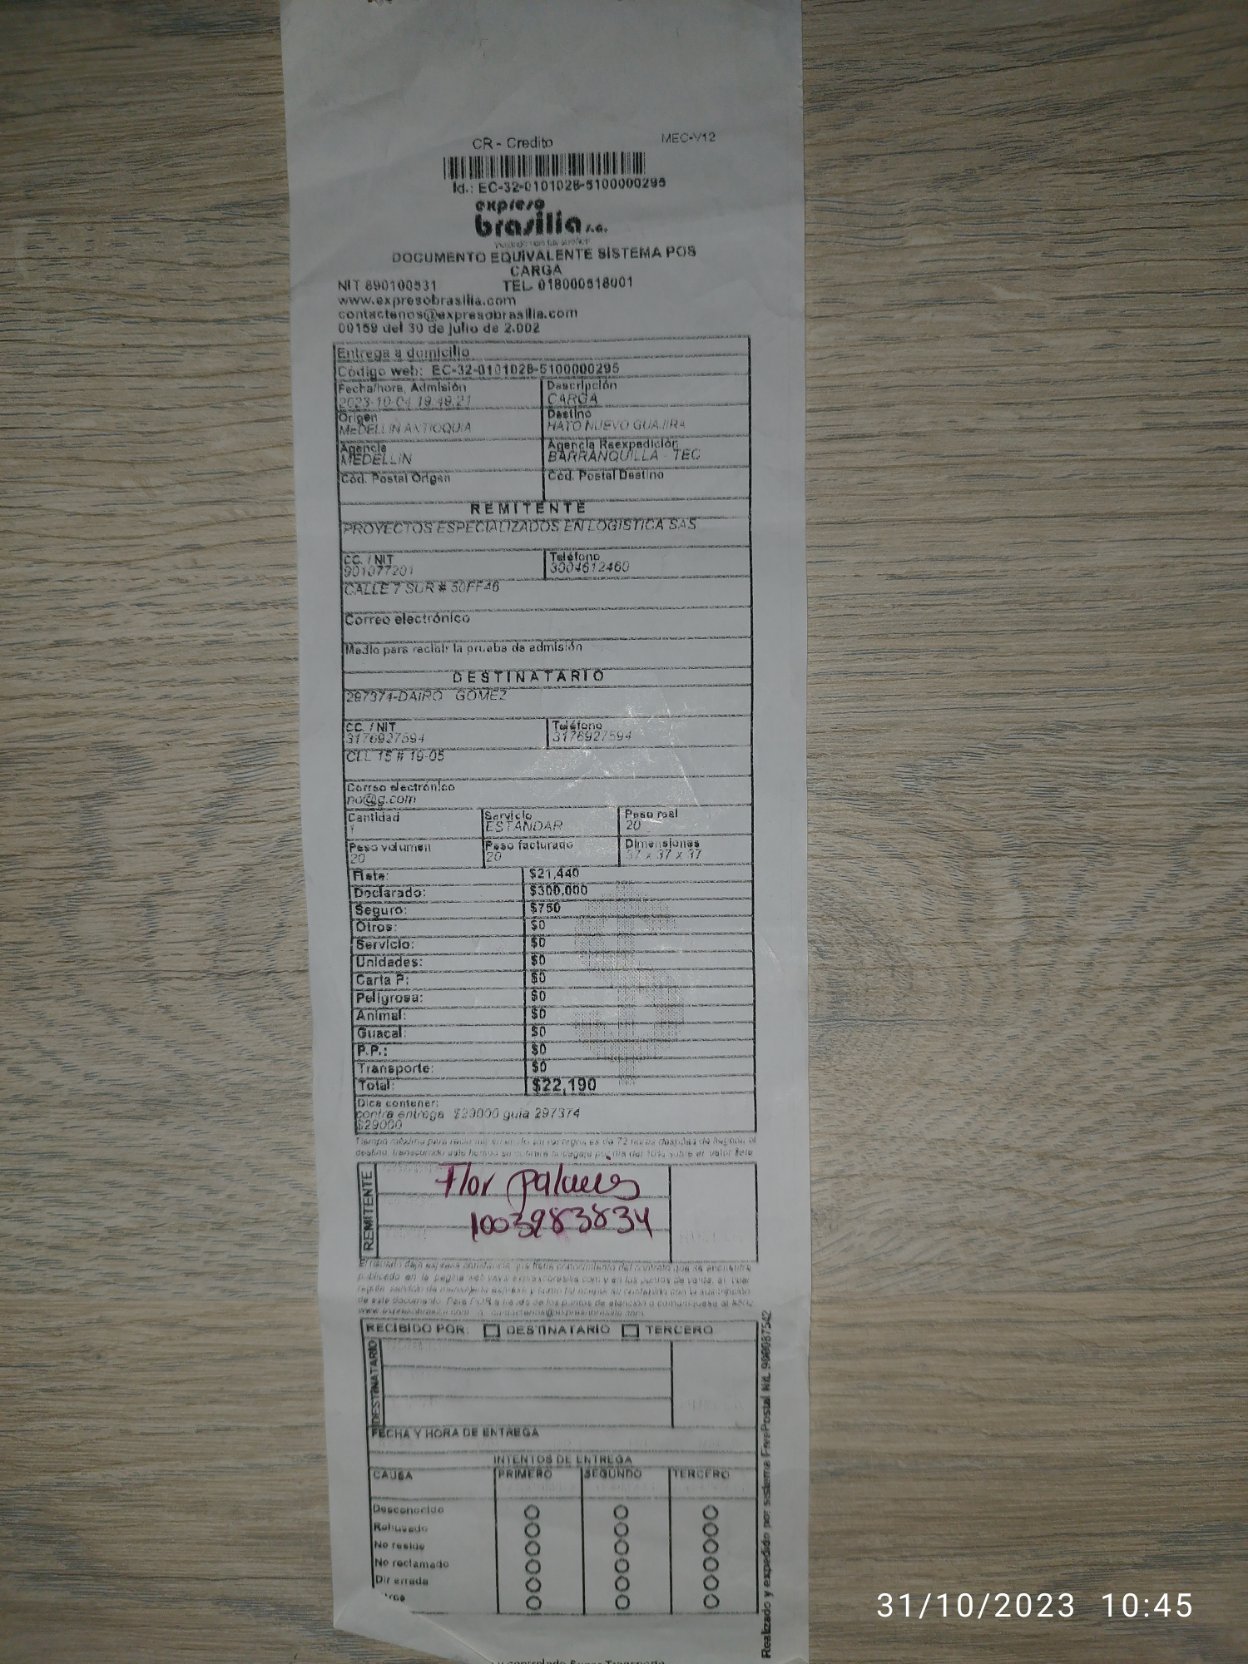 CR - Credito MEC-V12
Id.: EC-32-0101028-5100000295
expreso
brasilia s.a.
DOCUMENTO EQUIVALENTE SISTEMA POS
CARGA
NIT 890100531 TEL. 018000518001
www.expresobrasilia.com
contactenos@expresobrasilia.com
00159 del 30 de julio de 2.002
Entrega a domicilio
Código web: EC-32-0101028-5100000295
Fecha/hora. Admisión Descripción
2023-10-04 19:49:21 CARGA
Origen Destino
MEDELLIN ANTIOQUIA HATO NUEVO GUAJIRA
Agencia Agencia Reexpedición
MEDELLIN BARRANQUILLA - TEC
Cód. Postal Origen Cód. Postal Destino
REMITENTE
PROYECTOS ESPECIALIZADOS EN LOGISTICA SAS
CC. / NIT Teléfono
901077201 3004612460
CALLE 7 SUR # 50FF46
Correo electrónico
Medio para recibir la prueba de admisión
DESTINATARIO
297374-DAIRO GOMEZ
CC. / NIT Teléfono
3176927594 3176927594
CLL 15 # 19-05
Correo electrónico
no@g.com
Cantidad Servicio Peso real
1 ESTANDAR 20
Peso volumen Peso facturado Dimensiones
20 20 x 37 x 37
Flete: $21,440
Declarado: $300,000
Seguro: $750
Otros: $0
Servicio: $0
Unidades: $0
Carta P: $0
Peligrosa: $0
Animal: $0
Guacal: $0
P.P.: $0
Transporte: $0
Total: $22,190
Dice contener:
contra entrega $29000 guia 297374
$29000
REMITENTE
Flor
1003983834
RECIBIDO POR: DESTINATARIO TERCERO
DESTINATARIO
FECHA Y HORA DE ENTREGA
INTENTOS DE ENTREGA
CAUSA PRIMERO SEGUNDO TERCERO
Desconocido
Rehusado
No reside
No reclamado
Dir errada
Realizado y expedido por sistema Nit. 900087542
31/10/2023 10:45